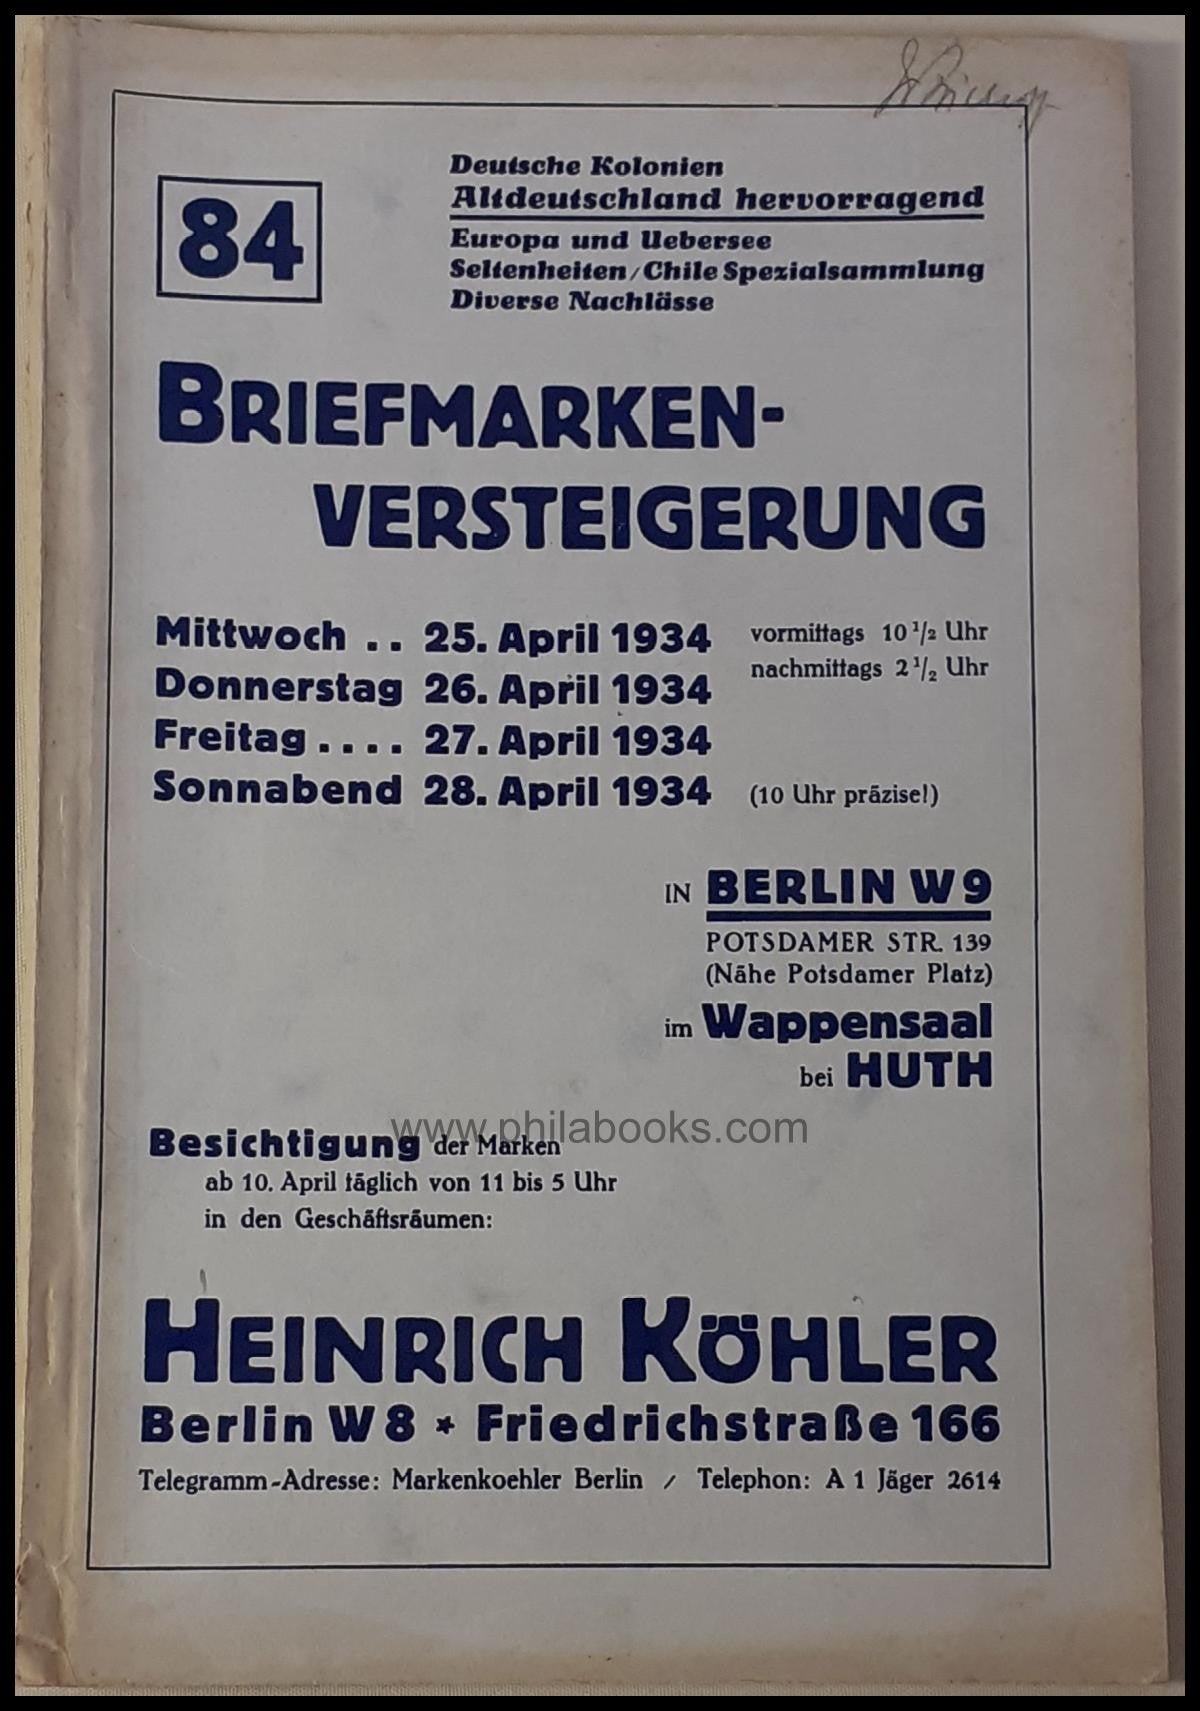 84
Deutsche Kolonien
Altdeutschland hervorragend
Europa und Uebersee
Seltenheiten / Chile Spezialsammlung
Diverse Nachlässe
BRIEFMARKEN-
VERSTEIGERUNG
Mittwoch .. 25. April 1934 vormittags 10 1/2 Uhr
nachmittags 2 1/2 Uhr
Donnerstag 26. April 1934
Freitag .... 27. April 1934
Sonnabend 28. April 1934 (10 Uhr präzise!)
IN BERLIN W 9
POTSDAMER STR. 139
(Nähe Potsdamer Platz)
im Wappensaal
bei HUTH
www.philabooks.com
Besichtigung der Marken
ab 10. April täglich von 11 bis 5 Uhr
in den Geschäftsräumen:
HEINRICH KÖHLER
Berlin W 8 * Friedrichstraße 166
Telegramm-Adresse: Markenkoehler Berlin / Telephon: A 1 Jäger 2614